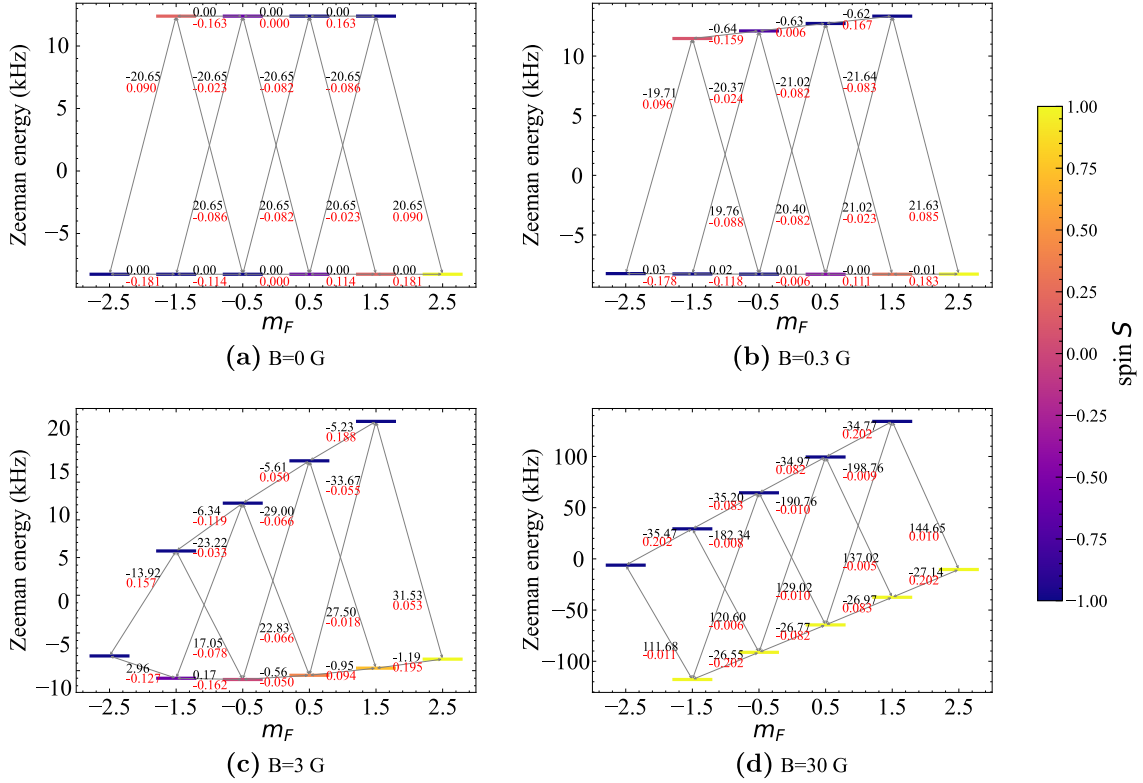 Zeeman energy (kHz)
10
5
0
−5
0.00 0.00 0.00
-0.163 0.000 0.163
-20.65 -20.65 -20.65 -20.65
0.090 -0.023 -0.082 -0.086
20.65 20.65 20.65 20.65
-0.086 -0.082 -0.023 0.090
0.00 0.00 0.00 0.00 0.00
-0.181 -0.114 0.000 0.114 0.181
−2.5 −1.5 −0.5 0.5 1.5 2.5
m_F
(a) B=0 G
Zeeman energy (kHz)
10
5
0
−5
-0.64 -0.63 -0.62
-0.159 0.006 0.167
-19.71 -20.37 -21.02 -21.64
0.096 -0.024 -0.082 -0.083
19.76 20.40 21.02 21.63
-0.088 -0.082 -0.023 0.085
0.03 0.02 0.01 -0.00 -0.01
-0.178 -0.118 -0.006 0.111 0.183
−2.5 −1.5 −0.5 0.5 1.5 2.5
m_F
(b) B=0.3 G
Zeeman energy (kHz)
20
15
10
5
0
−5
−10
-5.23
0.188
-5.61
0.050
-6.34
-0.119
-33.67
-0.055
-29.00
-0.066
-23.22
-0.033
-13.92
0.157
31.53
0.053
27.50
-0.018
22.83
-0.066
17.05
-0.078
2.96 0.17 -0.56 -0.95 -1.19
-0.127 -0.162 -0.050 0.094 0.195
−2.5 −1.5 −0.5 0.5 1.5 2.5
m_F
(c) B=3 G
Zeeman energy (kHz)
100
50
0
−50
−100
-34.77
0.202
-34.97
0.082
-35.20
-0.083
-35.47
0.202
-198.76
-0.009
-190.76
-0.010
-182.34
-0.008
144.65
0.010
137.02
-0.005
129.02
-0.010
120.60
-0.006
111.68
-0.011
-27.14
0.202
-26.97
0.083
-26.77
-0.082
-26.55
-0.202
−2.5 −1.5 −0.5 0.5 1.5 2.5
m_F
(d) B=30 G
1.00
0.75
0.50
0.25
0.00
−0.25
−0.50
−0.75
−1.00
spin S